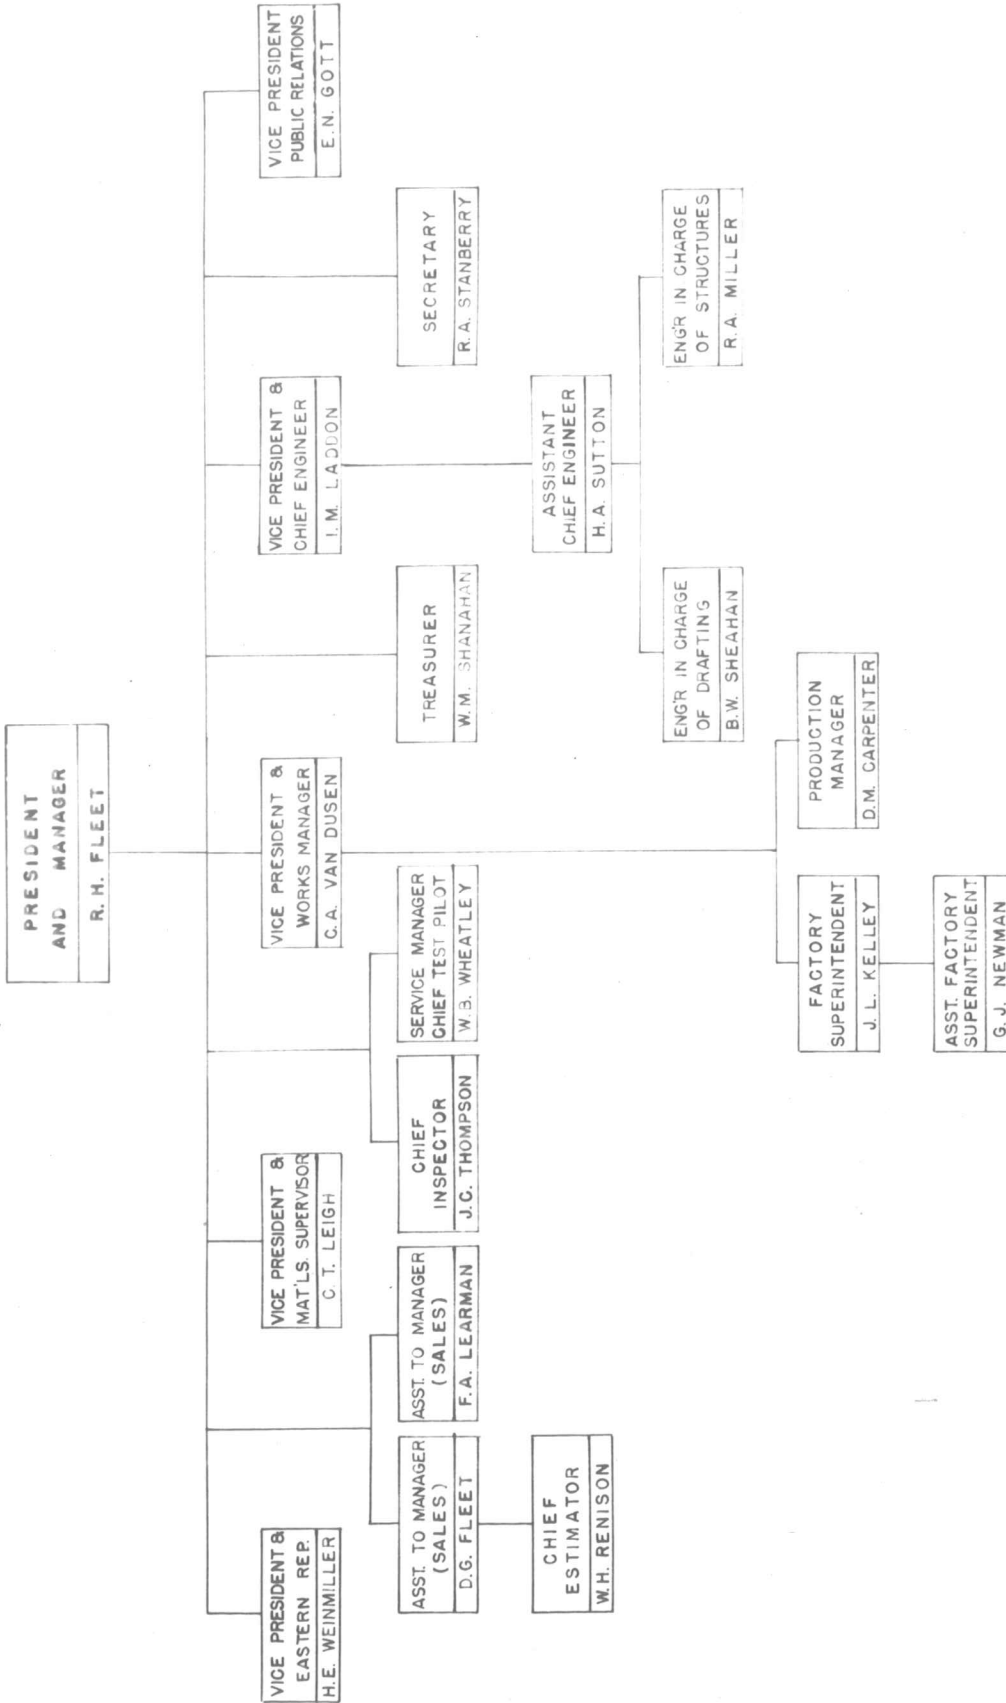 PRESIDENT
AND MANAGER
R. H. FLEET
VICE PRESIDENT &
EASTERN REP.
H.E. WEINMILLER
VICE PRESIDENT &
MAT'LS. SUPERVISOR
C. T. LEIGH
VICE PRESIDENT &
WORKS MANAGER
C.A. VAN DUSEN
VICE PRESIDENT &
CHIEF ENGINEER
I. M. LADDON
VICE PRESIDENT
PUBLIC RELATIONS
E. N. GOTT
ASST. TO MANAGER
(SALES)
D.G. FLEET
ASST. TO MANAGER
(SALES)
F. A. LEARMAN
CHIEF
INSPECTOR
J.C. THOMPSON
SERVICE MANAGER
CHIEF TEST PILOT
W. B. WHEATLEY
TREASURER
W. M. SHANAHAN
SECRETARY
R. A. STANBERRY
CHIEF
ESTIMATOR
W. H. RENISON
ASSISTANT
CHIEF ENGINEER
H. A. SUTTON
ENG'R IN CHARGE
OF DRAFTING
B. W. SHEAHAN
ENG'R IN CHARGE
OF STRUCTURES
R. A. MILLER
FACTORY
SUPERINTENDENT
J. L. KELLEY
PRODUCTION
MANAGER
D.M. CARPENTER
ASST. FACTORY
SUPERINTENDENT
G. J. NEWMAN